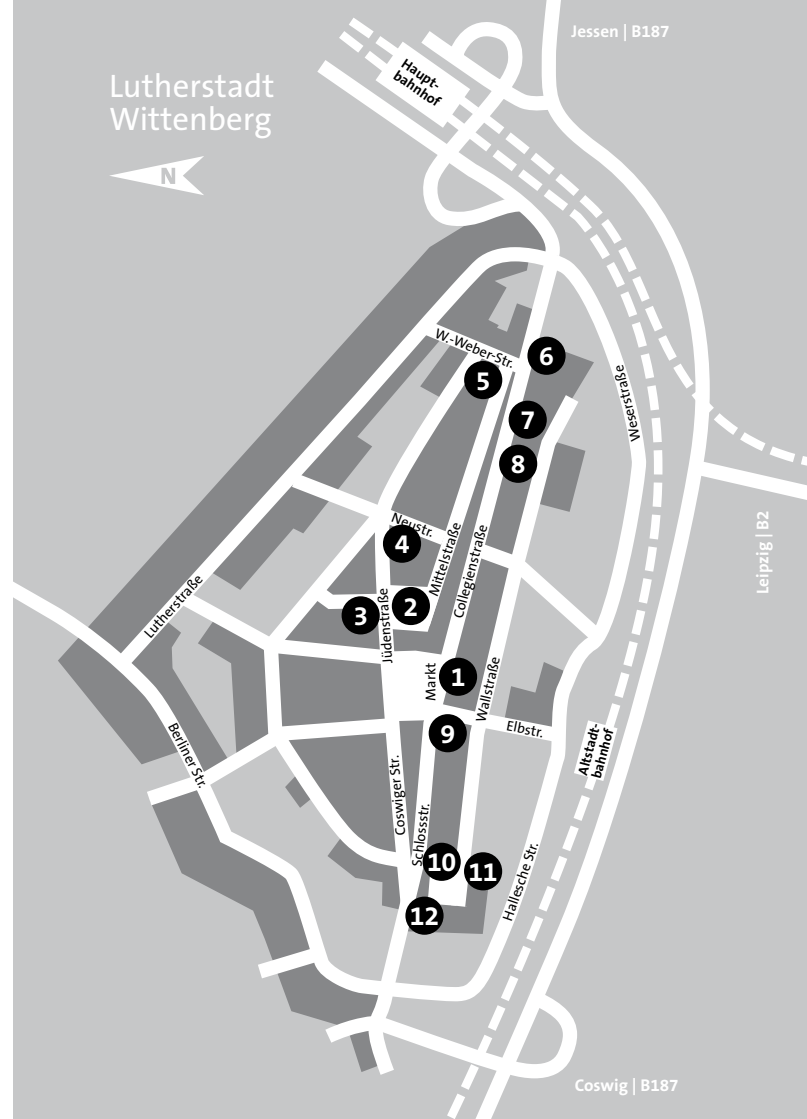 Jessen | B187
Haupt-
bahnhof
Lutherstadt
Wittenberg
N
W.-Weber-Str.
6
5
Weserstraße
7
8
Leipzig | B2
Neustr.
4
Mittelstraße
Collegienstraße
Lutherstraße
3
2
Jüdenstraße
Markt
1
Wallstraße
9
Elbstr.
Altstadt-
bahnhof
Berliner Str.
Coswiger Str.
Schlossstr.
10
11
Hallesche Str.
12
Coswig | B187